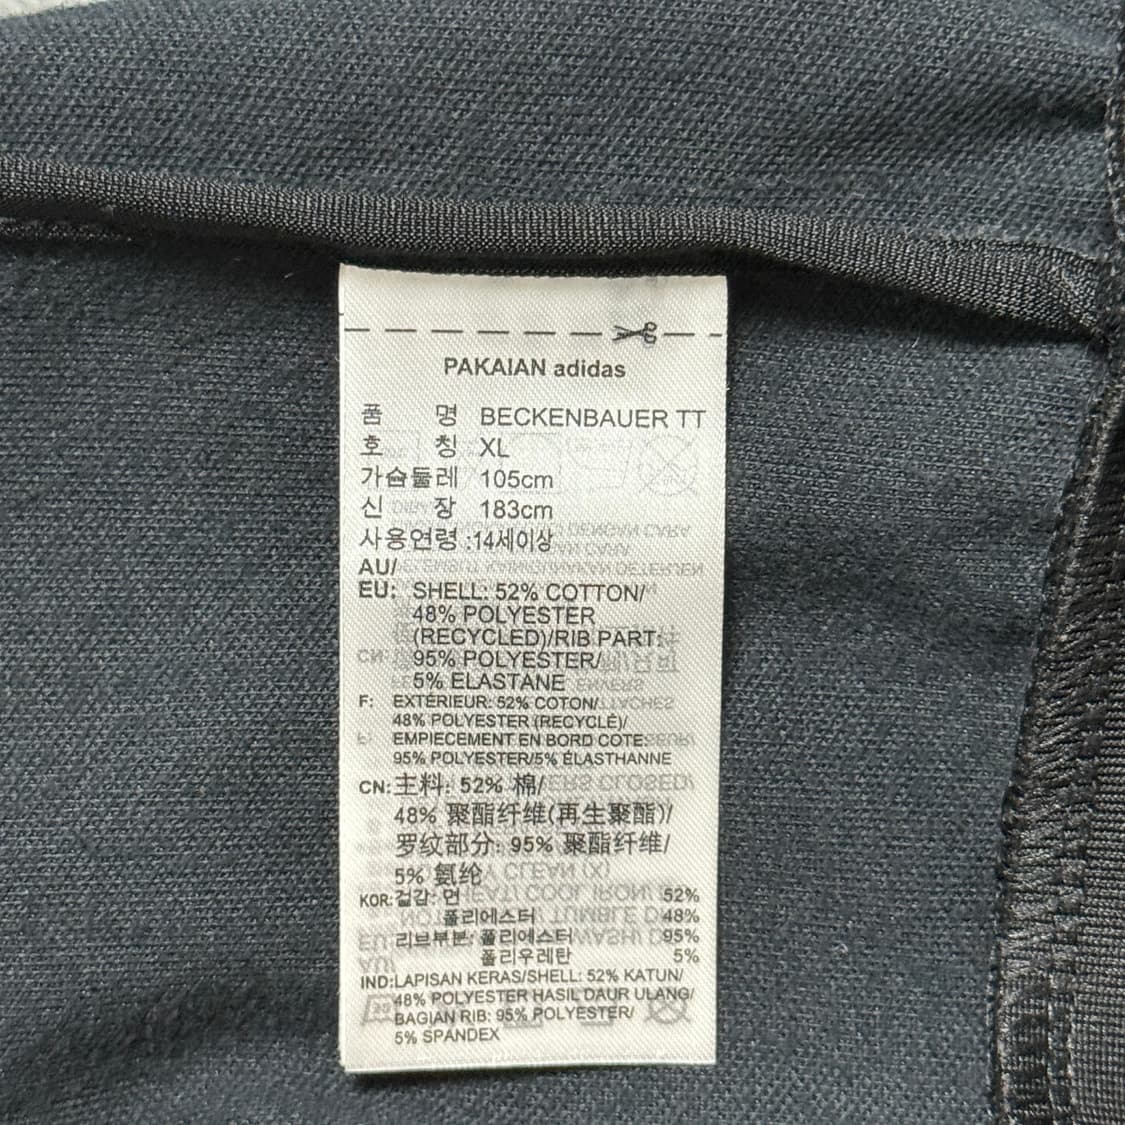 PAKAIAN adidas
품 명 BECKENBAUER TT
호 칭 XL
가슴둘레 105cm
신 장 183cm
사용연령 :14세이상
AU/
EU: SHELL: 52% COTTON/
48% POLYESTER
(RECYCLED)/RIB PART:
95% POLYESTER/
5% ELASTANE
F: EXTÉRIEUR: 52% COTON/
48% POLYESTER (RECYCLÉ)/
EMPIECEMENT EN BORD COTE:
95% POLYESTER/5% ÉLASTHANNE
CN: 主料: 52% 棉/
48% 聚酯纤维(再生聚酯)/
罗纹部分: 95% 聚酯纤维/
5% 氨纶
KOR: 겉감: 면 52%
폴리에스터 48%
리브부분: 폴리에스터 95%
폴리우레탄 5%
IND: LAPISAN KERAS/SHELL: 52% KATUN/
48% POLYESTER HASIL DAUR ULANG/
BAGIAN RIB: 95% POLYESTER/
5% SPANDEX